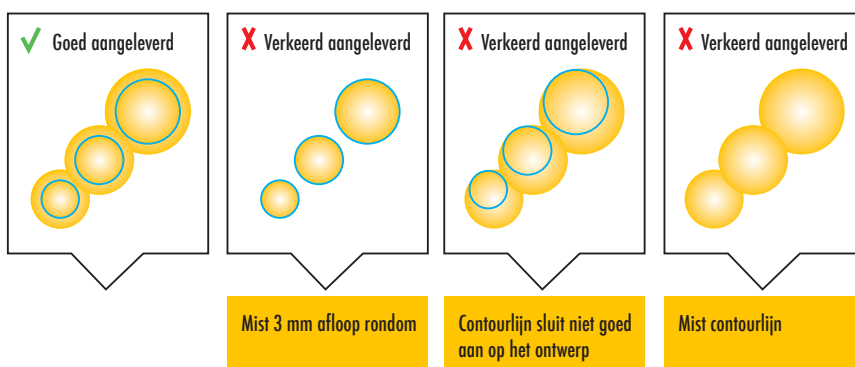 Goed aangeleverd
Verkeerd aangeleverd
Verkeerd aangeleverd
Verkeerd aangeleverd
Mist 3 mm afloop rondom
Contourlijn sluit niet goed
aan op het ontwerp
Mist contourlijn